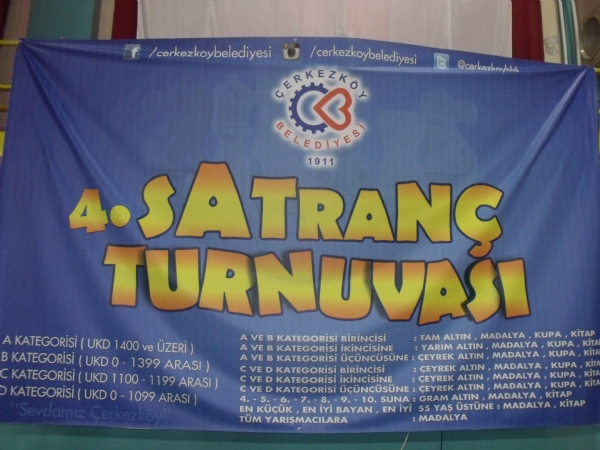 /cerkezkoybelediyesi /cerkezkoybelediyesi
ÇERKEZKÖY
BELEDİYESİ
1911
4. SATRANÇ
TURNUVASI
A KATEGORİSİ ( UKD 1400 ve ÜZERİ )
B KATEGORİSİ ( UKD 0 - 1399 ARASI )
C KATEGORİSİ ( UKD 1100 - 1199 ARASI )
D KATEGORİSİ ( UKD 0 - 1099 ARASI )
"Sevdamız Çerkezköy"
A VE B KATEGORİSİ BİRİNCİSİ : TAM ALTIN , MADALYA , KUPA , KİTAP
A VE B KATEGORİSİ İKİNCİSİNE : YARIM ALTIN , MADALYA , KUPA , KİTAP
A VE B KATEGORİSİ ÜÇÜNCÜSÜNE : ÇEYREK ALTIN , MADALYA , KUPA , KİTAP
C VE D KATEGORİSİ BİRİNCİSİ : ÇEYREK ALTIN , MADALYA , KUPA , KİTAP
C VE D KATEGORİSİ İKİNCİSİNE : ÇEYREK ALTIN , MADALYA , KUPA , KİTAP
C VE D KATEGORİSİ ÜÇÜNCÜSÜNE : ÇEYREK ALTIN , MADALYA , KUPA , KİTAP
4. - 5. - 6. - 7. - 8. - 9. - 10. SUNA : GRAM ALTIN , MADALYA , KİTAP
EN KÜÇÜK , EN İYİ BAYAN , EN İYİ 55 YAŞ ÜSTÜNE : MADALYA , KİTAP
TÜM YARIŞMACILARA : MADALYA